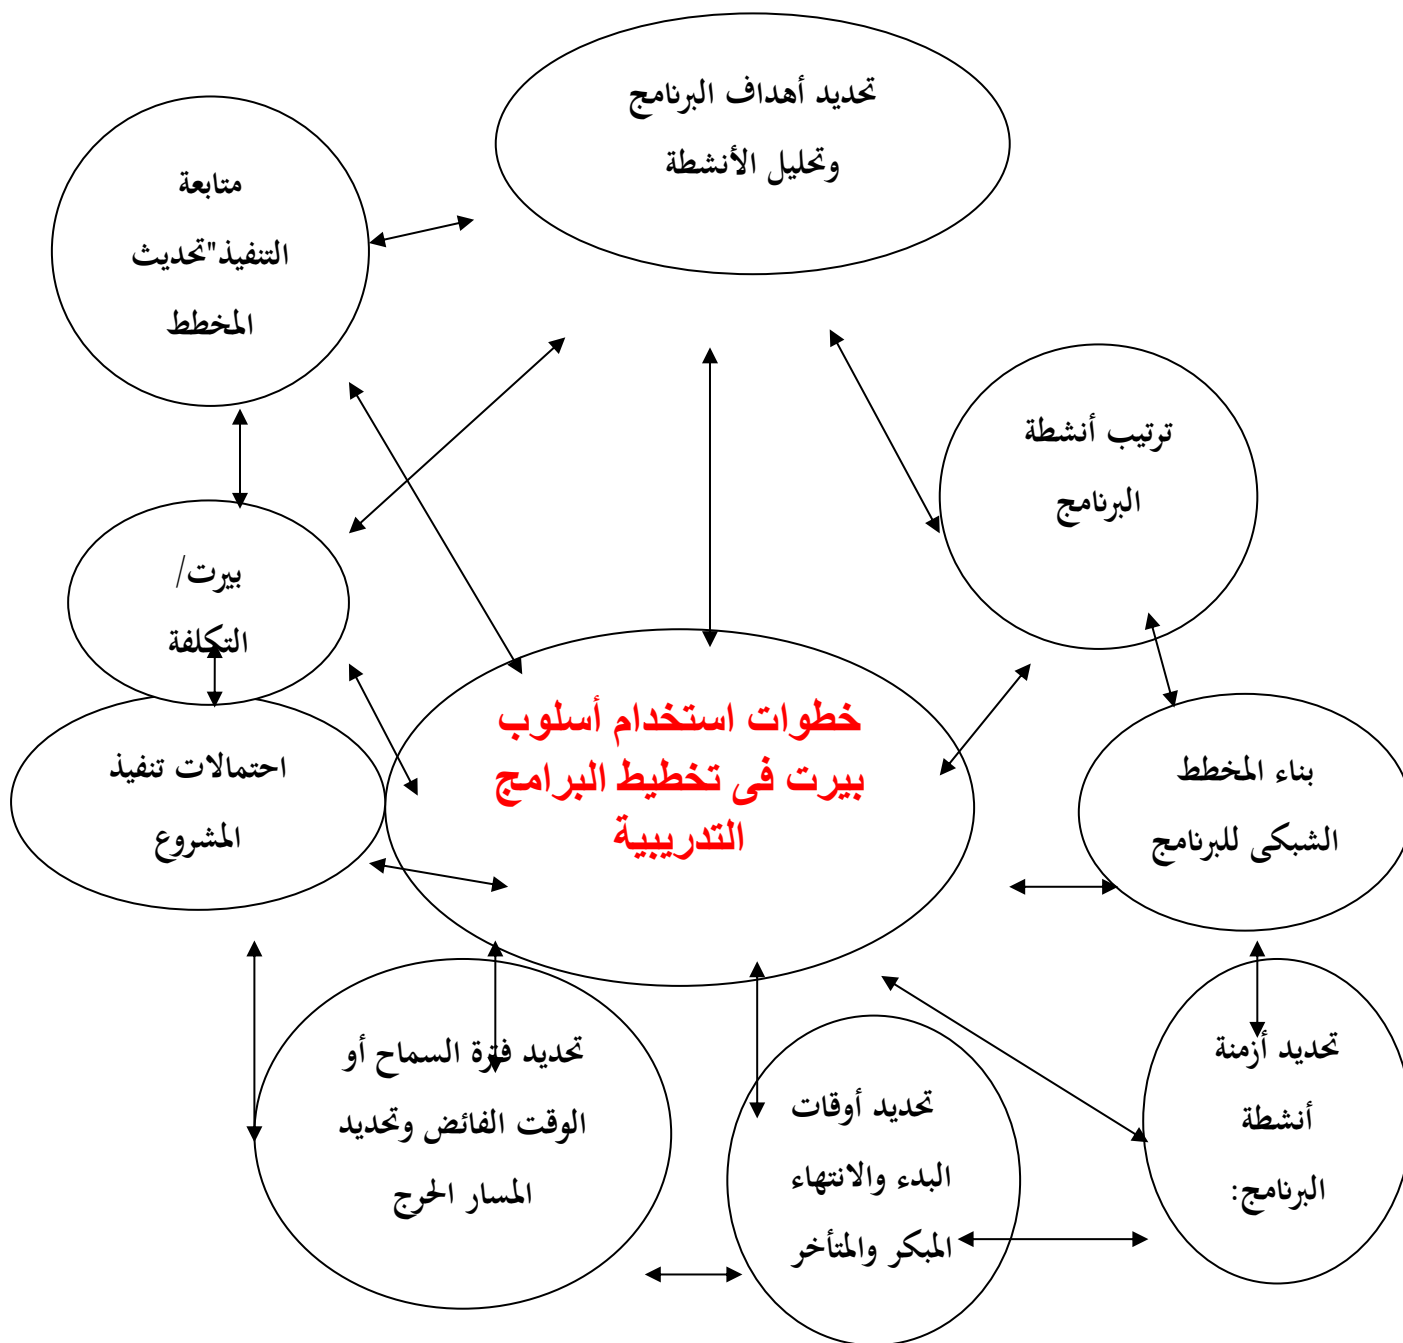 تحديد أهداف البرنامج
وتحليل الأنشطة
متابعة
التنفيذ"تحديث
المخطط
ترتيب أنشطة
البرنامج
بيرت/
التكلفة
خطوات استخدام أسلوب
بيرت فى تخطيط البرامج
التدريبية
احتمالات تنفيذ
المشروع
بناء المخطط
الشبكى للبرنامج
تحديد أزمنة
أنشطة
البرنامج:
تحديد أوقات
البدء والانتهاء
المبكر والمتأخر
تحديد فترة السماح أو
الوقت الفائض وتحديد
المسار الحرج